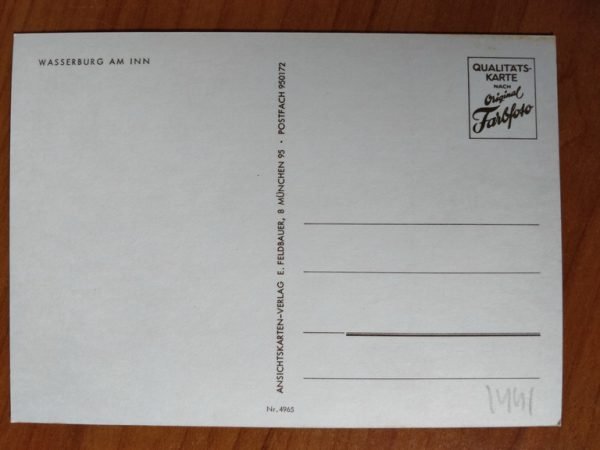 WASSERBURG AM INN
ANSICHTSKARTEN-VERLAG E. FELDBAUER, 8 MÜNCHEN 95 • POSTFACH 950172
QUALITÄTS-
KARTE
NACH
Original
Farbfoto
Nr. 4965